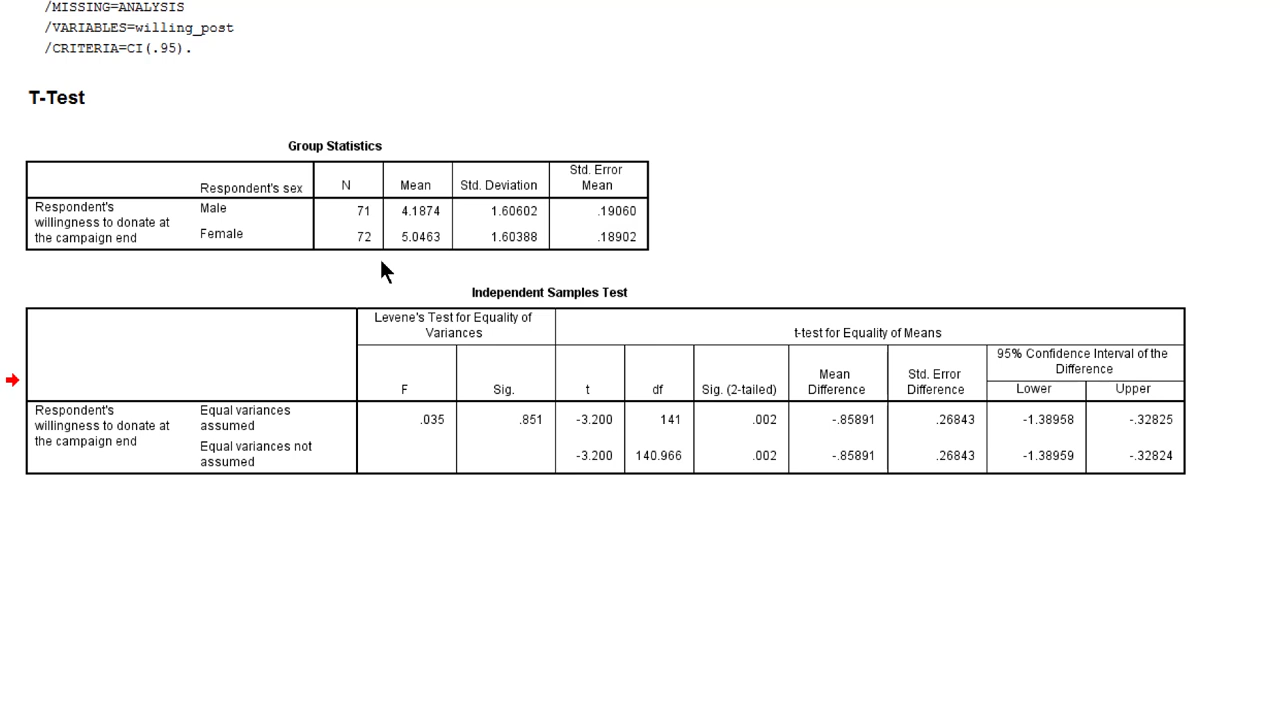 /MISSING=ANALYSIS
/VARIABLES=willing_post
/CRITERIA=CI(.95).
T-Test
Group Statistics
Respondent's sex N Mean Std. Deviation Std. Error Mean
Respondent's willingness to donate at the campaign end Male 71 4.1874 1.60602 .19060
Female 72 5.0463 1.60388 .18902
Independent Samples Test
Levene's Test for Equality of Variances t-test for Equality of Means
F Sig. t df Sig. (2-tailed) Mean Difference Std. Error Difference 95% Confidence Interval of the Difference
Lower Upper
Respondent's willingness to donate at the campaign end Equal variances assumed .035 .851 -3.200 141 .002 -.85891 .26843 -1.38958 -.32825
Equal variances not assumed -3.200 140.966 .002 -.85891 .26843 -1.38959 -.32824